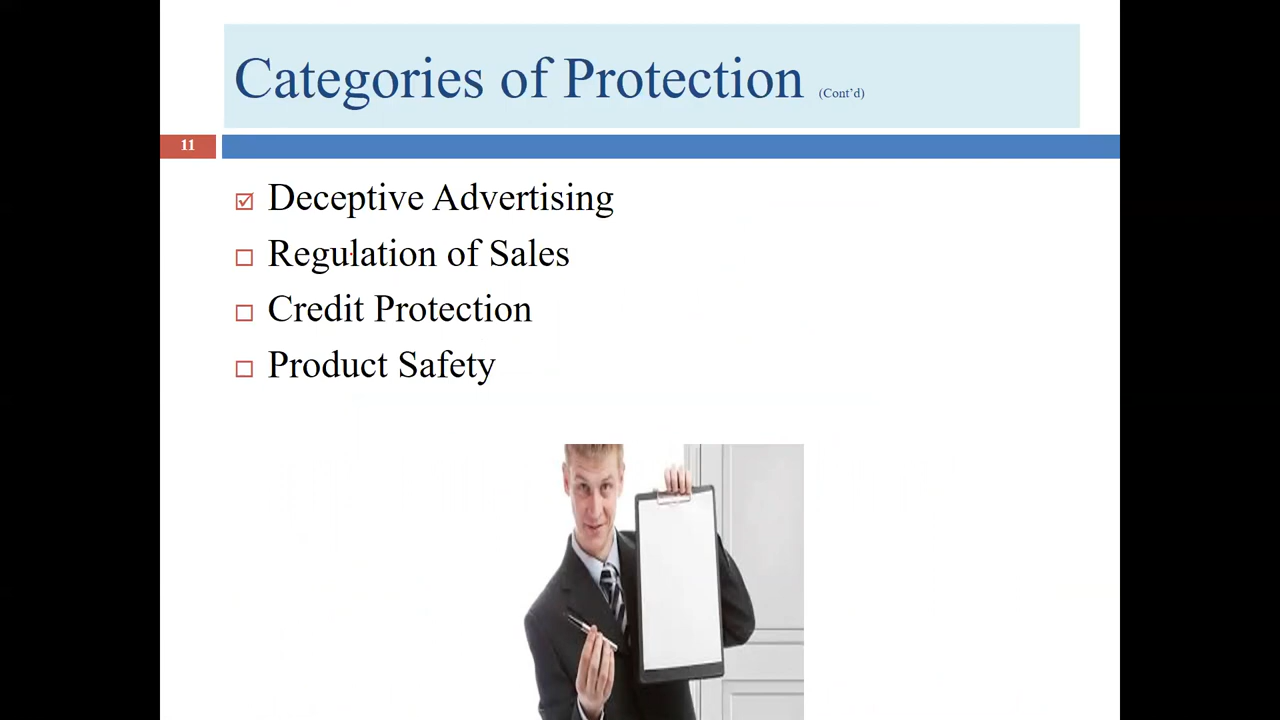 Categories of Protection (Cont'd)
11
Deceptive Advertising
Regulation of Sales
Credit Protection
Product Safety